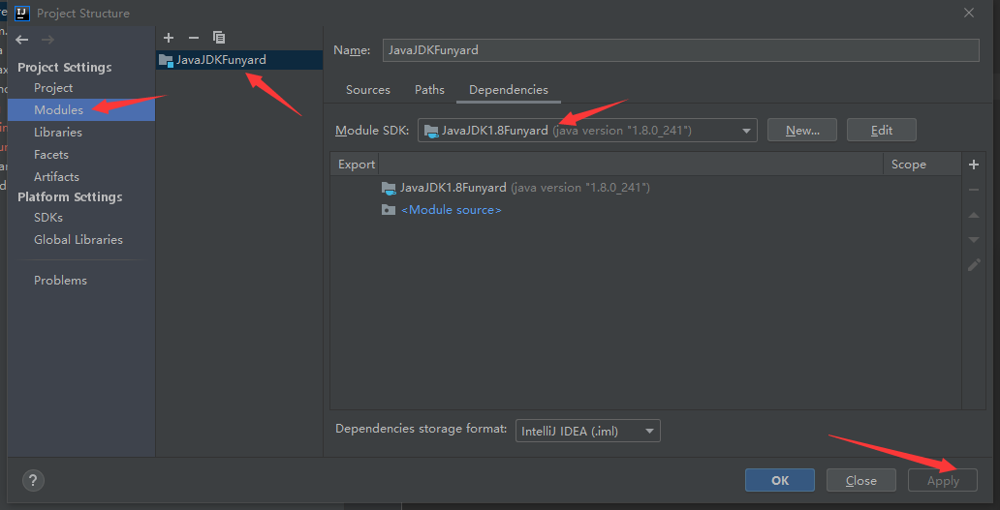 Project Structure
Project Settings
Project
Modules
Libraries
Facets
Artifacts
Platform Settings
SDKs
Global Libraries
Problems
JavaJDKFunyard
Name: JavaJDKFunyard
Sources Paths Dependencies
Module SDK: JavaJDK1.8Funyard (java version "1.8.0_241") New... Edit
Export Scope
JavaJDK1.8Funyard (java version "1.8.0_241")
<Module source>
Dependencies storage format: IntelliJ IDEA (.iml)
? OK Close Apply